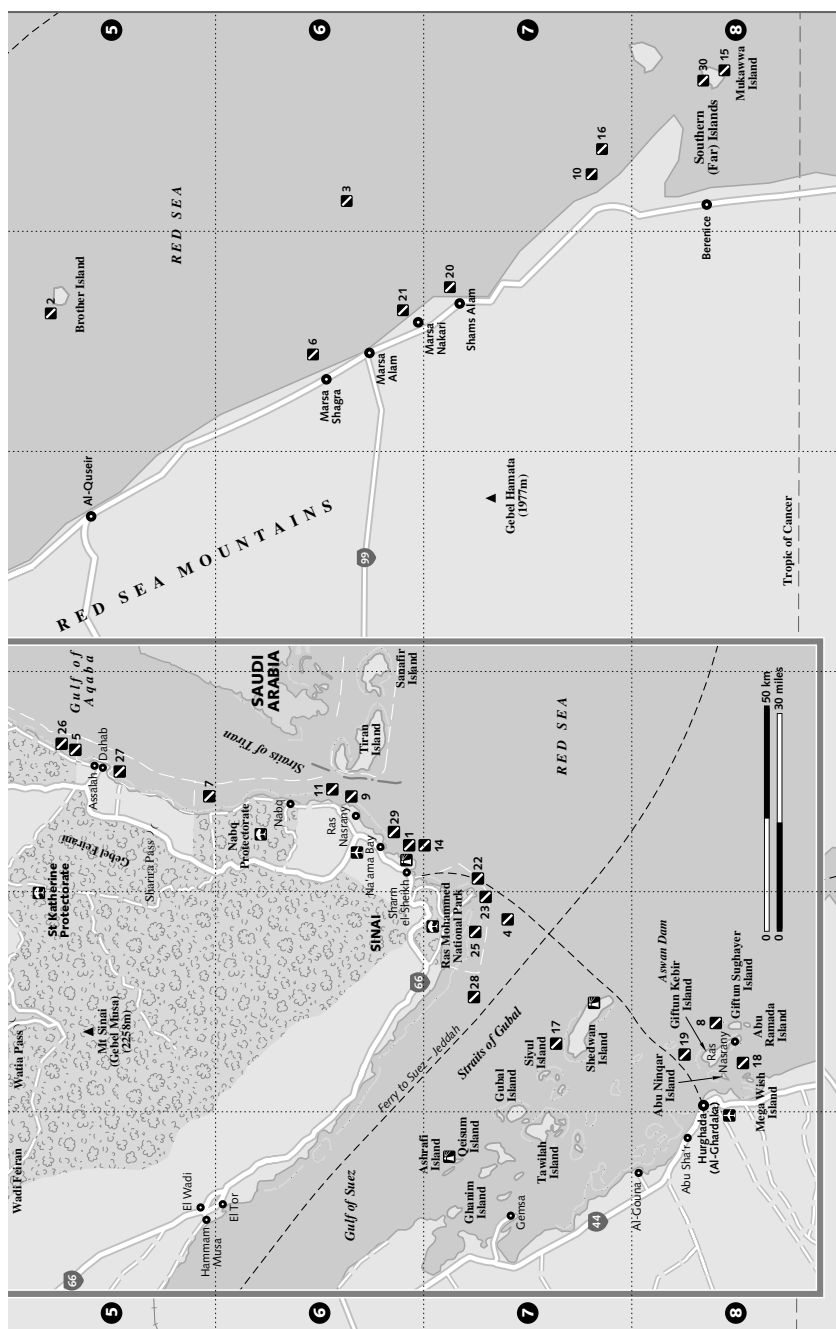 5
6
7
8
RED SEA
2
Brother Island
3
Al-Quseir
6
Marsa
Shagra
Marsa
Alam
21
Marsa
Nakari
20
Shams Alam
10
16
30
15
Southern
(Far) Islands
Mukawwa
Island
Berenice
RED SEA MOUNTAINS
99
Gebel Hamata
(1977m)
Tropic of Cancer
Gulf of
Aqaba
26
5
Dahab
Assalah
27
7
SAUDI
ARABIA
Sanafir
Island
Tiran
Island
Straits of Tiran
11
9
Nabq
Nabq
Protectorate
Ras
Nasrany
29
Na'ama Bay
1
14
Sharm
el-Sheikh
SINAI
Ras Mohammed
National Park
22
23
4
25
28
66
RED SEA
50 km
30 miles
0
0
St Katherine
Protectorate
Gebel Feirani
Sharira Pass
Mt Sinai
(Gebel Musa)
(2258m)
Watia Pass
Wadi Feiran
El Wadi
El Tor
Hammam
Musa
66
Ferry to Suez - Jeddah
Straits of Gubal
Gulf of Suez
17
Siyul
Island
Shedwan
Island
Gubal
Island
Ashrafi
Island
Qeisum
Island
Tawilah
Island
Ghanim
Island
Gemsa
44
Al-Gouna
Abu Sha'r
Hurghada
(Al-Ghardaka)
Aswan Dam
Giftun Kebir
Island
Giftun Sughayer
Island
8
19
Ras
Nasrany
Abu
Ramada
Island
18
Abu Ninqar
Island
Mega Wish
Island
5
6
7
8